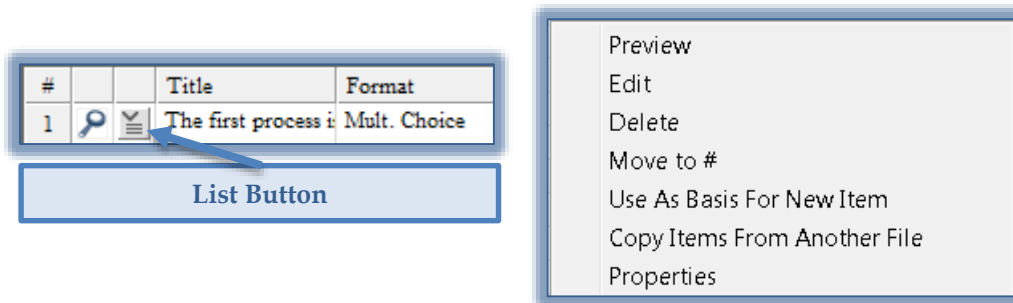 # Title Format
1 The first process is Mult. Choice
List Button
Preview
Edit
Delete
Move to #
Use As Basis For New Item
Copy Items From Another File
Properties